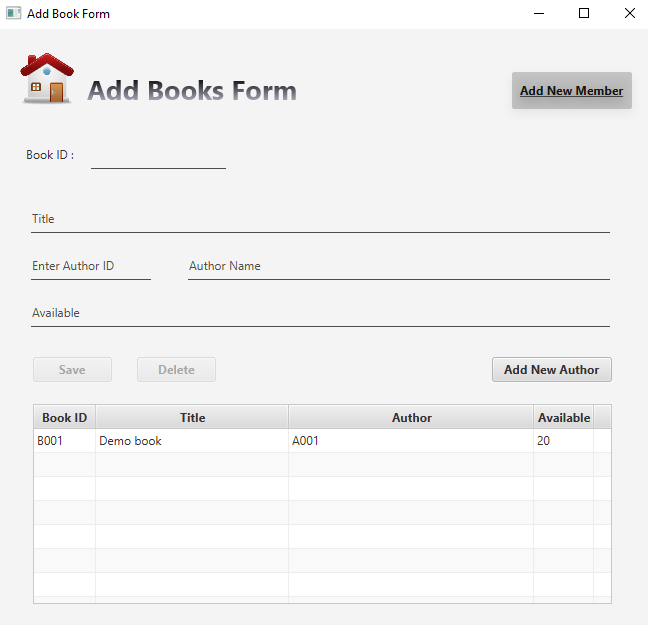 Add Book Form
Add Books Form
Add New Member
Book ID :
Title
Enter Author ID Author Name
Available
Save Delete Add New Author
Book ID Title Author Available
B001 Demo book A001 20